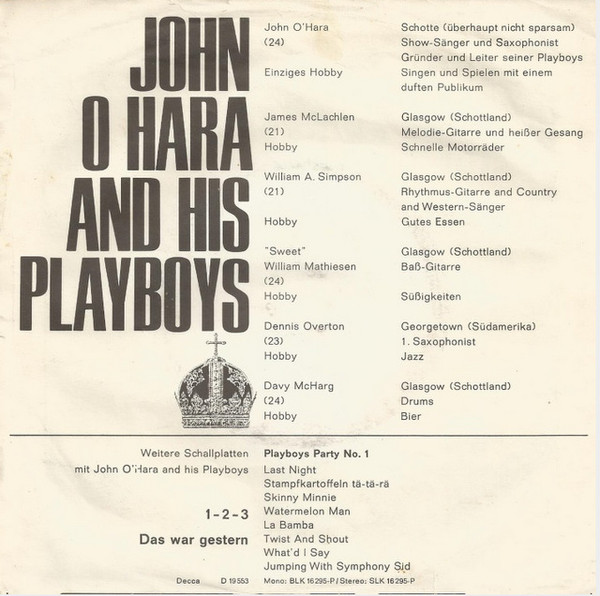 JOHN
O HARA
AND HIS
PLAYBOYS
John O'Hara Schotte (überhaupt nicht sparsam)
(24) Show-Sänger und Saxophonist
Gründer und Leiter seiner Playboys
Einziges Hobby Singen und Spielen mit einem
duften Publikum
James McLachlen Glasgow (Schottland)
(21) Melodie-Gitarre und heißer Gesang
Hobby Schnelle Motorräder
William A. Simpson Glasgow (Schottland)
(21) Rhythmus-Gitarre and Country
and Western-Sänger
Hobby Gutes Essen
"Sweet" Glasgow (Schottland)
William Mathiesen Baß-Gitarre
(24)
Hobby Süßigkeiten
Dennis Overton Georgetown (Südamerika)
(23) 1. Saxophonist
Hobby Jazz
Davy McHarg Glasgow (Schottland)
(24) Drums
Hobby Bier
Weitere Schallplatten
mit John O'Hara and his Playboys
1-2-3
Das war gestern
Decca D 19 553
Playboys Party No. 1
Last Night
Stampfkartoffeln tä-tä-rä
Skinny Minnie
Watermelon Man
La Bamba
Twist And Shout
What'd I Say
Jumping With Symphony Sid
Mono: BLK 16 295-P / Stereo: SLK 16 295-P